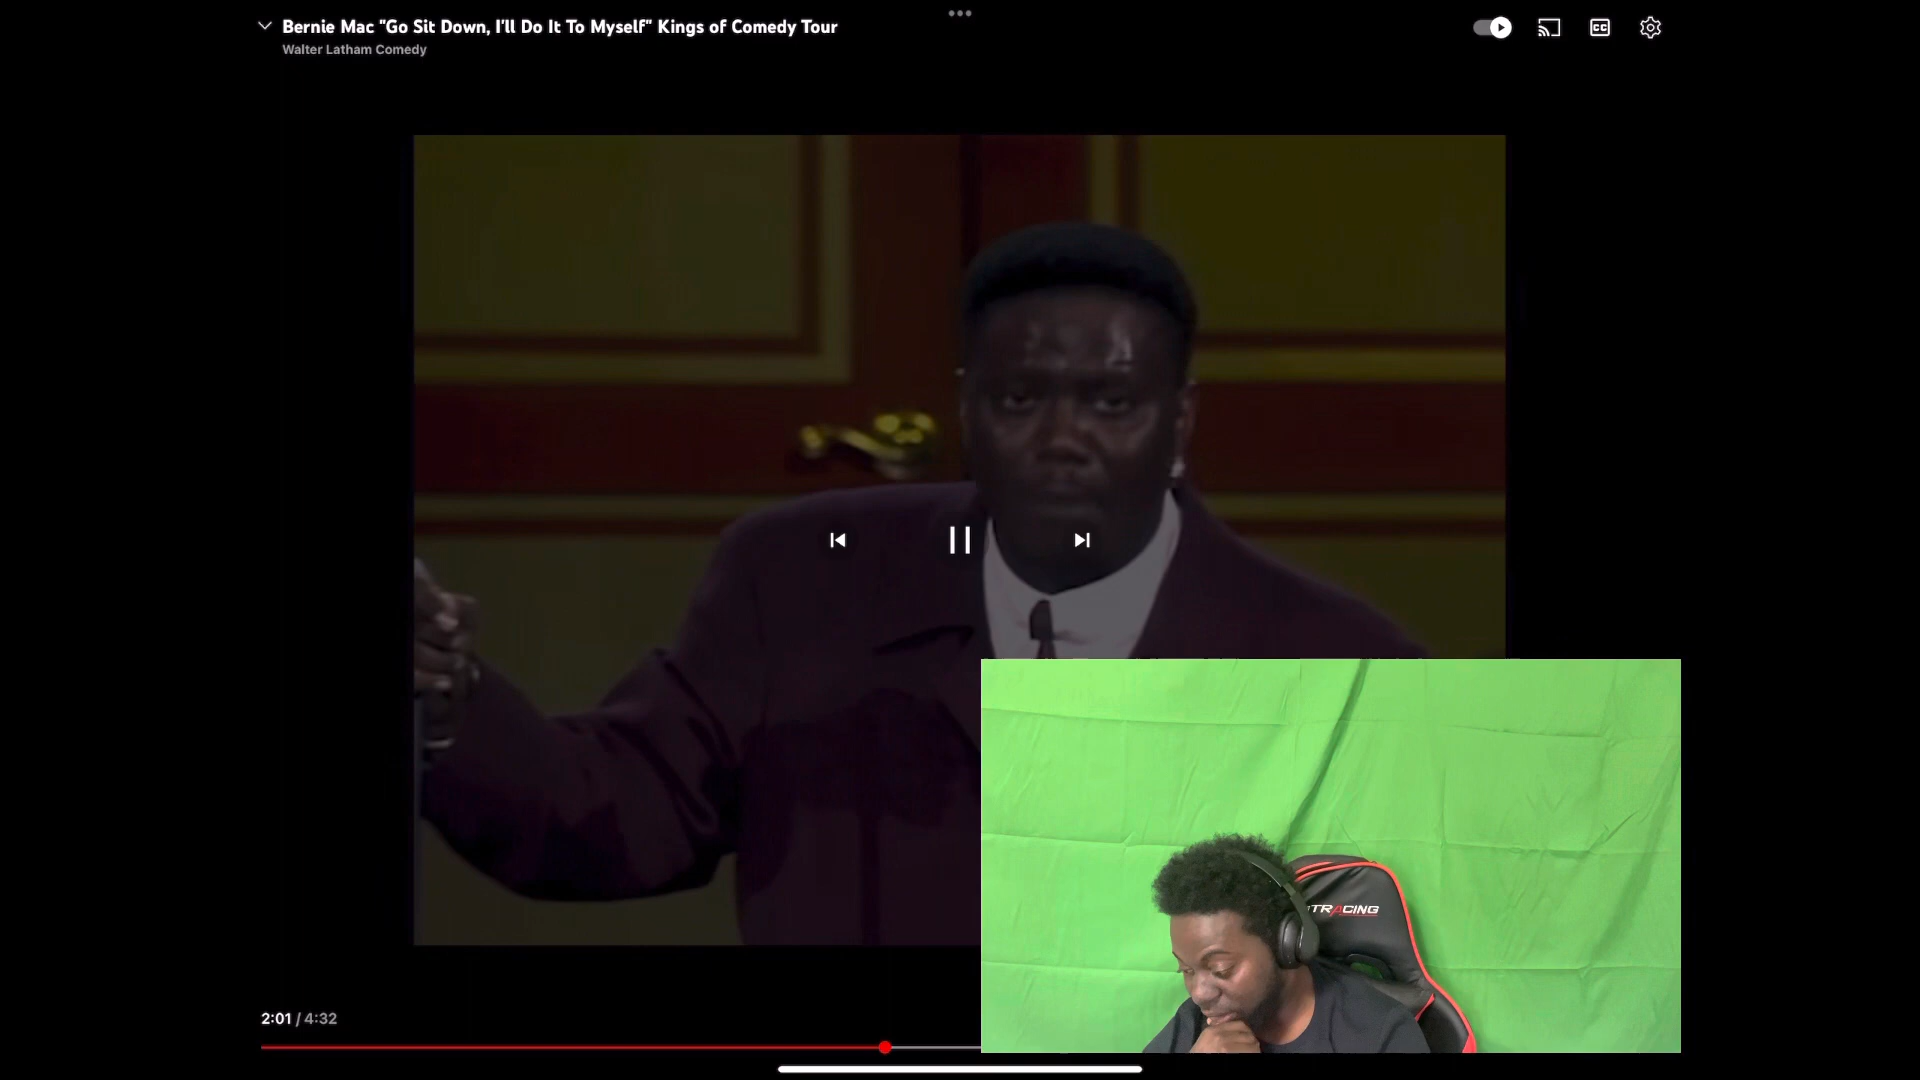 Bernie Mac "Go Sit Down, I'll Do It To Myself" Kings of Comedy Tour
Walter Latham Comedy
CC
TRACING
2:01 / 4:32